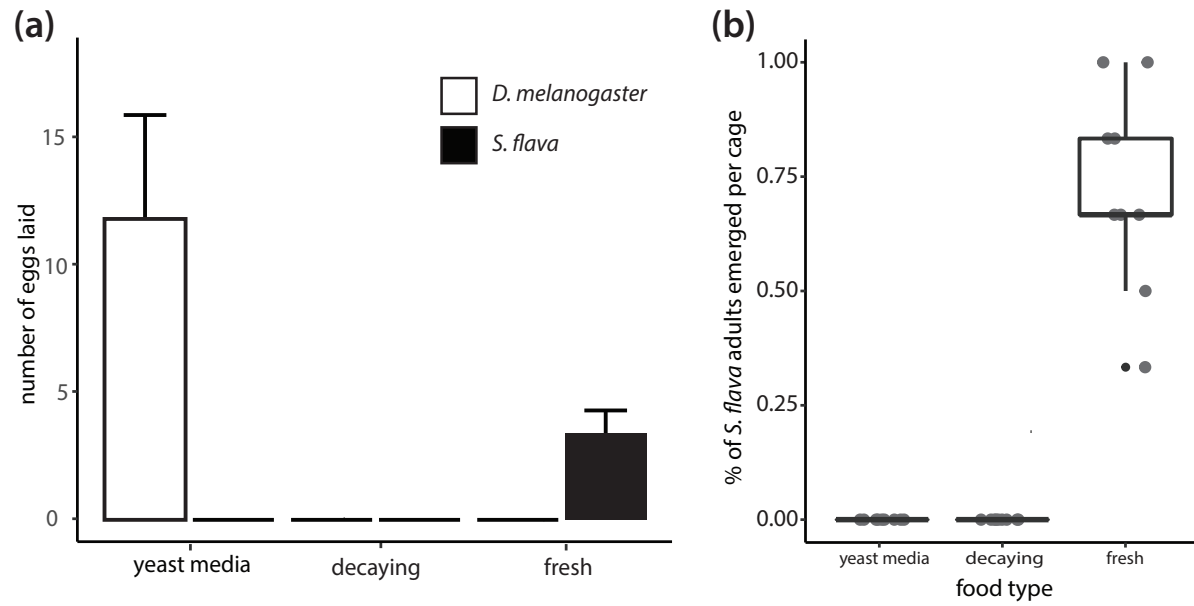 (a)
number of eggs laid
15
10
5
0
D. melanogaster
S. flava
yeast media
decaying
fresh
(b)
% of S. flava adults emerged per cage
1.00
0.75
0.50
0.25
0.00
yeast media
decaying
fresh
food type